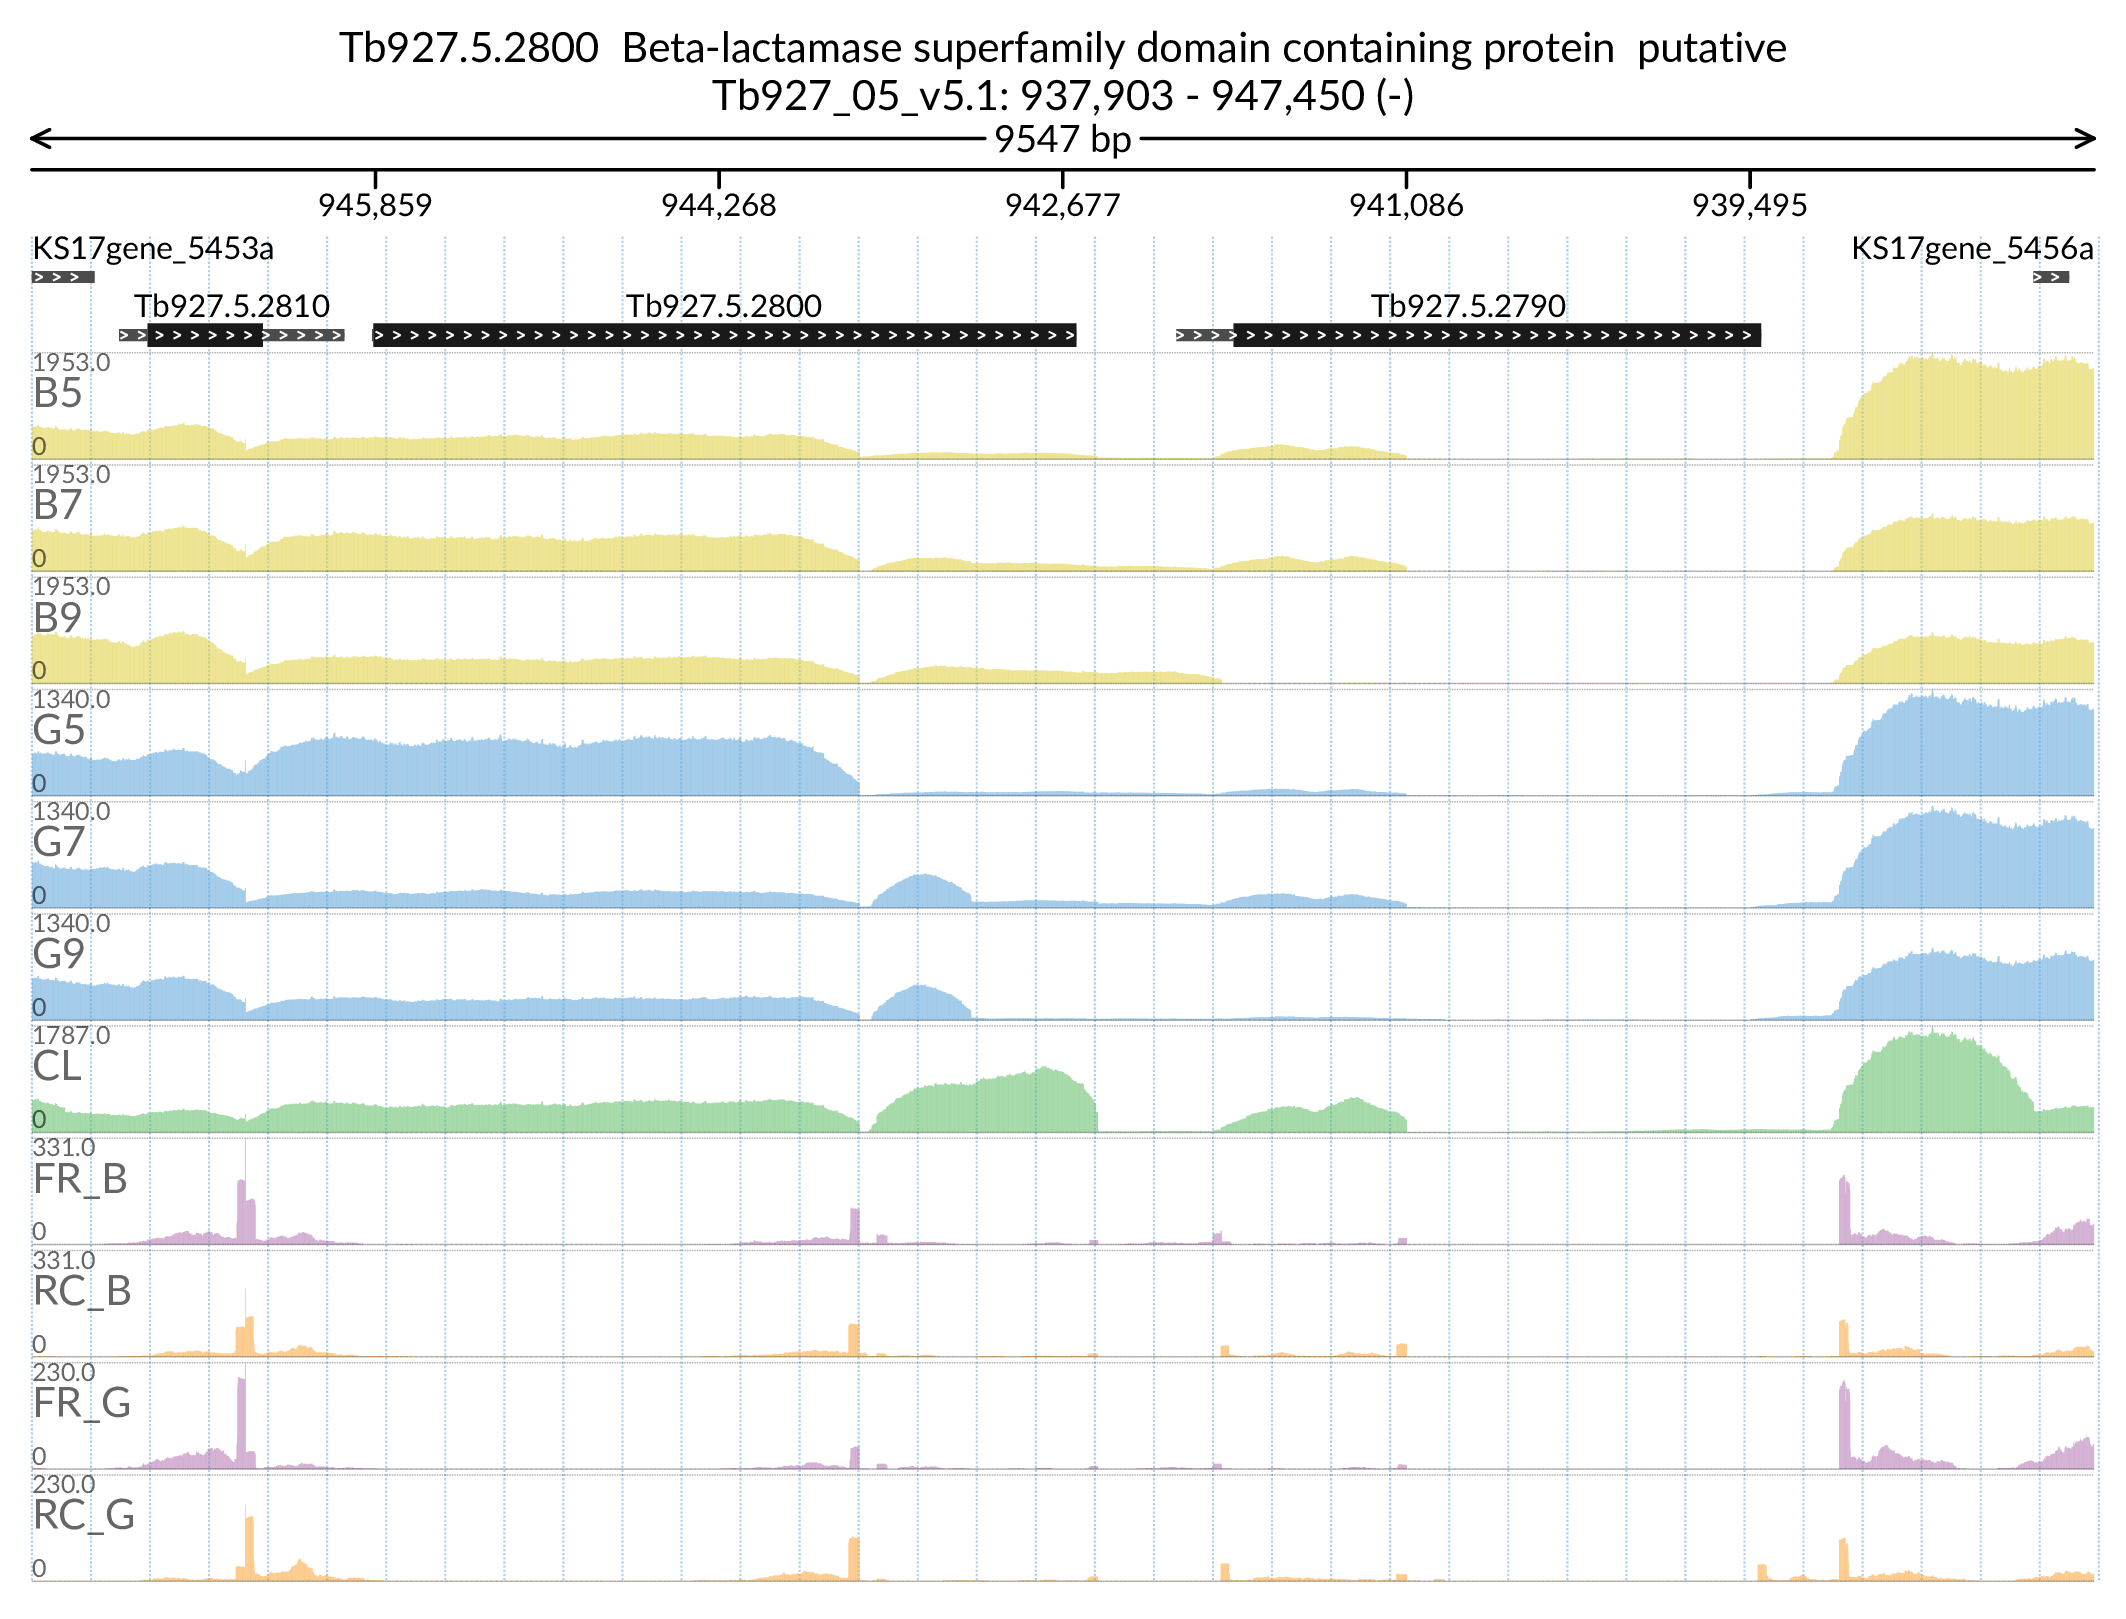 Tb927.5.2800  Beta-lactamase superfamily domain containing protein  putative
Tb927_05_v5.1: 937,903 - 947,450 (-)
9547 bp
945,859 944,268 942,677 941,086 939,495
KS17gene_5453a KS17gene_5456a
Tb927.5.2810 Tb927.5.2800 Tb927.5.2790
1953.0
B5
0
1953.0
B7
0
1953.0
B9
0
1340.0
G5
0
1340.0
G7
0
1340.0
G9
0
1787.0
CL
0
331.0
FR_B
0
331.0
RC_B
0
230.0
FR_G
0
230.0
RC_G
0